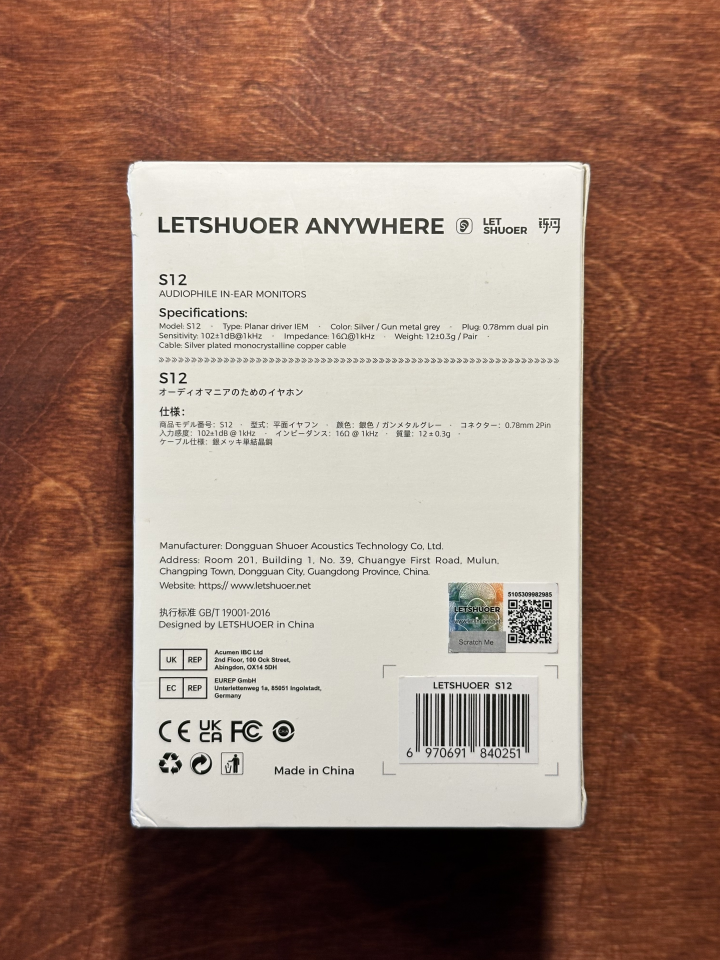 LETSHUOER ANYWHERE
LET
SHUOER
S12
AUDIOPHILE IN-EAR MONITORS
Specifications:
Model: S12 · Type: Planar driver IEM · Color: Silver / Gun metal grey · Plug: 0.78mm dual pin
Sensitivity: 102±1dB@1kHz · Impedance: 16Ω@1kHz · Weight: 12±0.3g / Pair ·
Cable: Silver plated monocrystalline copper cable
S12
オーディオマニアのためのイヤホン
仕様:
商品モデル番号: S12 · 型式: 平面イヤフン · 颜色: 銀色 / ガンメタルグレー · コネクター: 0.78mm 2Pin
入力感度: 102±1dB @ 1kHz · インピーダンス: 16Ω @ 1kHz · 質量: 12 ± 0.3g ·
ケーブル仕様: 銀メッキ単結晶銅
Manufacturer: Dongguan Shuoer Acoustics Technology Co, Ltd.
Address: Room 201, Building 1, No. 39, Chuangye First Road, Mulun,
Changping Town, Dongguan City, Guangdong Province, China.
Website: https// www.letshuoer.net
执行标准 GB/T 19001-2016
Designed by LETSHUOER in China
5105309982985
LETSHUOER
Scratch Me
UK REP
Acumen IBC Ltd
2nd Floor, 100 Ock Street,
Abingdon, OX14 5DH
EC REP
EUREP GmbH
Unterlettenweg 1a, 85051 Ingolstadt,
Germany
CE UK CA FC
Made in China
LETSHUOER S12
6 970691 840251